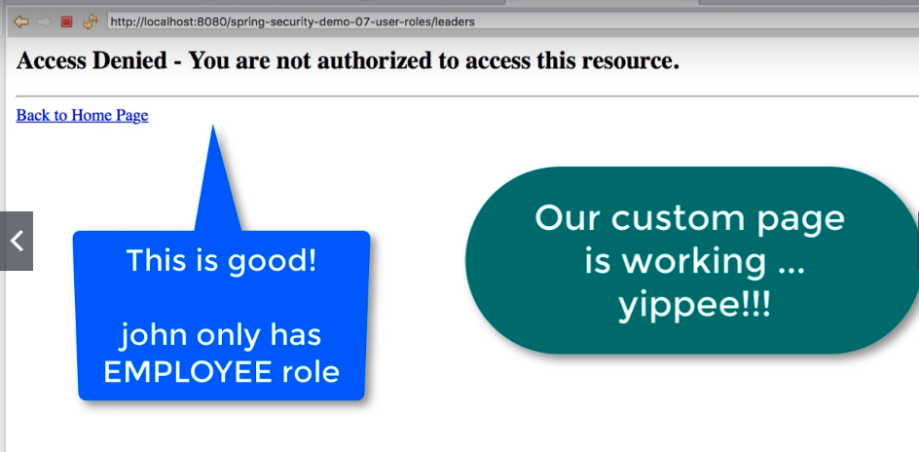 http://localhost:8080/spring-security-demo-07-user-roles/leaders
Access Denied - You are not authorized to access this resource.
Back to Home Page
This is good!
john only has
EMPLOYEE role
Our custom page
is working ...
yippee!!!